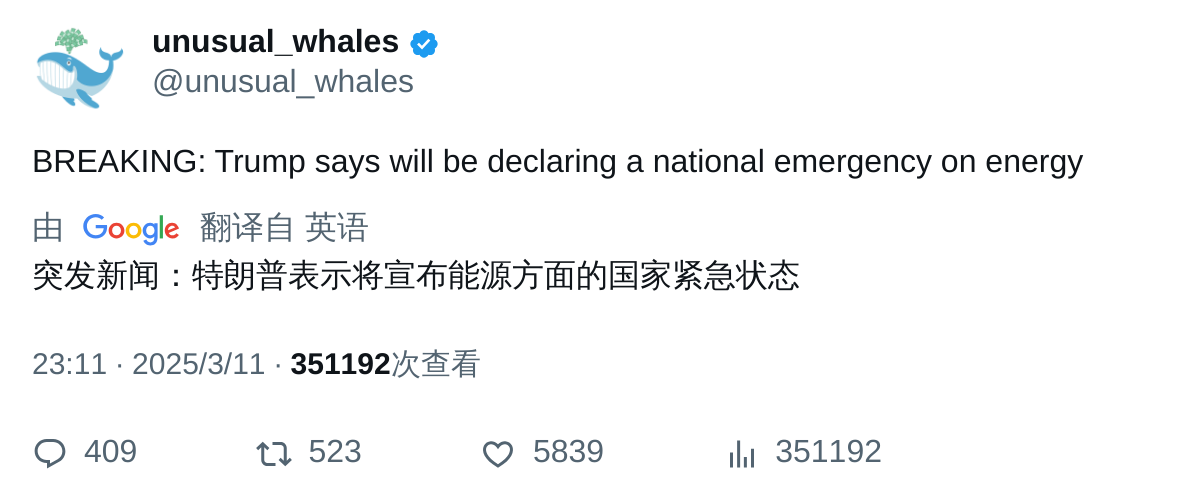 unusual_whales
@unusual_whales
BREAKING: Trump says will be declaring a national emergency on energy
由 Google 翻译自 英语
突发新闻：特朗普表示将宣布能源方面的国家紧急状态
23:11 · 2025/3/11 · 351192次查看
409 523 5839 351192